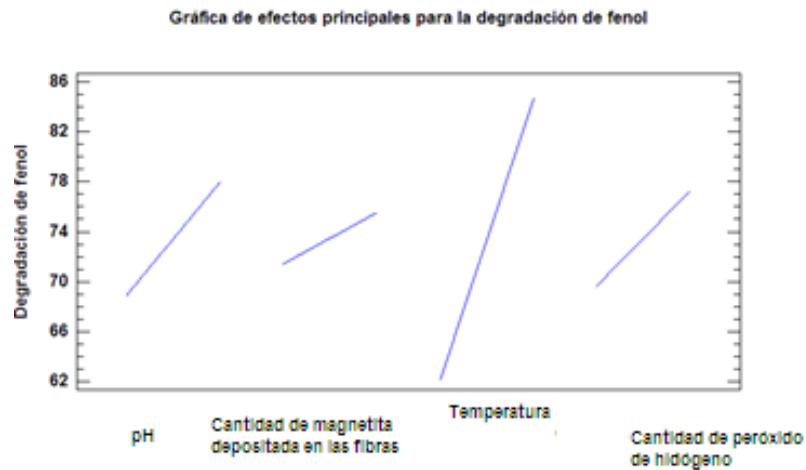 Gráfica de efectos principales para la degradación de fenol
86
82
78
74
70
66
62
Degradación de fenol
pH
Cantidad de magnetita
depositada en las fibras
Temperatura
Cantidad de peróxido
de hidiógeno